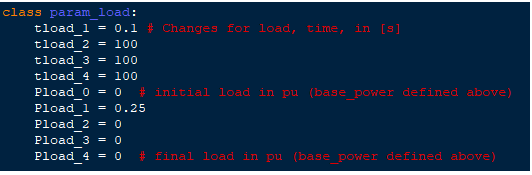 class param_load:
tload_1 = 0.1 # Changes for load, time, in [s]
tload_2 = 100
tload_3 = 100
tload_4 = 100
Pload_0 = 0 # initial load in pu (base_power defined above)
Pload_1 = 0.25
Pload_2 = 0
Pload_3 = 0
Pload_4 = 0 # final load in pu (base_power defined above)